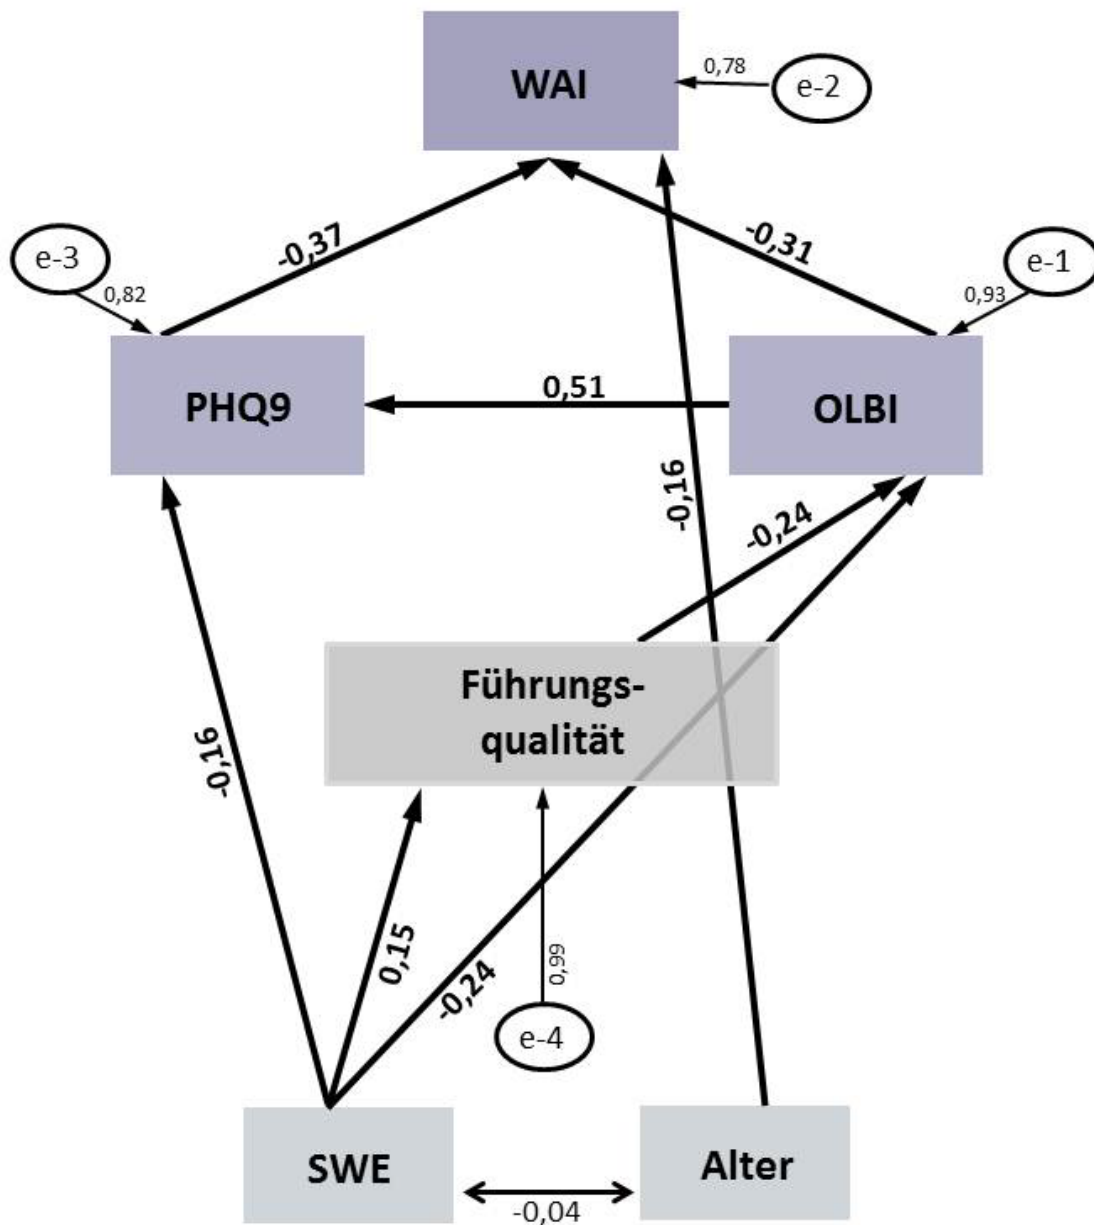 WAI
0,78
e-2
-0,37
-0,31
e-3
0,82
e-1
0,93
PHQ9
0,51
OLBI
-0,16
-0,24
Führungs-
qualität
-0,16
0,15
-0,24
0,99
e-4
SWE
Alter
-0,04